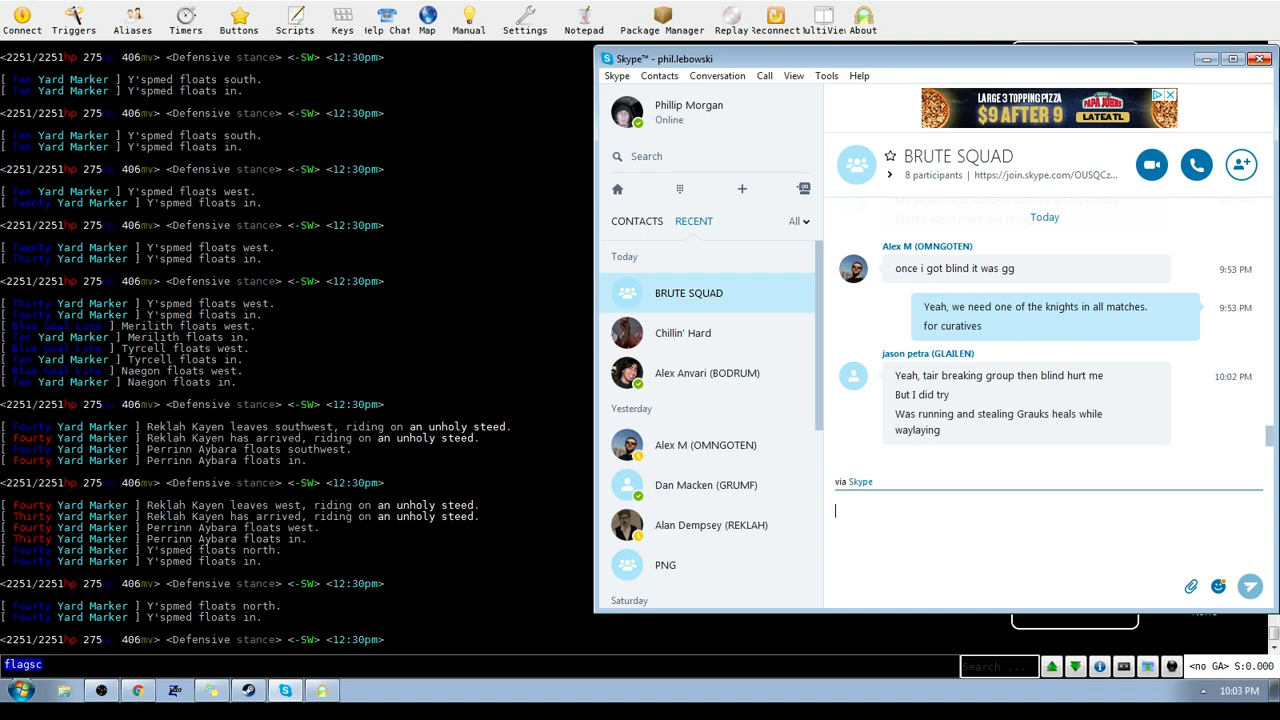 Connect Triggers Aliases Timers Buttons Scripts Keys Help Chat Map Manual Settings Notepad Package Manager Replay Reconnect MultiView About
<2251/2251hp 275 406mv> <Defensive stance> <-SW> <12:30pm>
[ Ten Yard Marker ] Y'spmed floats south.
[ Ten Yard Marker ] Y'spmed floats in.
<2251/2251hp 275 406mv> <Defensive stance> <-SW> <12:30pm>
[ Ten Yard Marker ] Y'spmed floats south.
[ Ten Yard Marker ] Y'spmed floats in.
<2251/2251hp 275 406mv> <Defensive stance> <-SW> <12:30pm>
[ Ten Yard Marker ] Y'spmed floats west.
[ Twenty Yard Marker ] Y'spmed floats in.
<2251/2251hp 275 406mv> <Defensive stance> <-SW> <12:30pm>
[ Twenty Yard Marker ] Y'spmed floats west.
[ Thirty Yard Marker ] Y'spmed floats in.
<2251/2251hp 275 406mv> <Defensive stance> <-SW> <12:30pm>
[ Thirty Yard Marker ] Y'spmed floats west.
[ Fourty Yard Marker ] Y'spmed floats in.
[ Blue Goal Line ] Merilith floats west.
[ Ten Yard Marker ] Merilith floats in.
[ Blue Goal Line ] Tyrcell floats west.
[ Ten Yard Marker ] Tyrcell floats in.
[ Blue Goal Line ] Naegon floats west.
[ Ten Yard Marker ] Naegon floats in.
<2251/2251hp 275 406mv> <Defensive stance> <-SW> <12:30pm>
[ Fourty Yard Marker ] Reklah Kayen leaves southwest, riding on an unholy steed.
[ Fourty Yard Marker ] Reklah Kayen has arrived, riding on an unholy steed.
[ Fourty Yard Marker ] Perrinn Aybara floats southwest.
[ Fourty Yard Marker ] Perrinn Aybara floats in.
<2251/2251hp 275 406mv> <Defensive stance> <-SW> <12:30pm>
[ Fourty Yard Marker ] Reklah Kayen leaves west, riding on an unholy steed.
[ Thirty Yard Marker ] Reklah Kayen has arrived, riding on an unholy steed.
[ Fourty Yard Marker ] Perrinn Aybara floats west.
[ Thirty Yard Marker ] Perrinn Aybara floats in.
[ Fourty Yard Marker ] Y'spmed floats north.
[ Fourty Yard Marker ] Y'spmed floats in.
<2251/2251hp 275 406mv> <Defensive stance> <-SW> <12:30pm>
[ Fourty Yard Marker ] Y'spmed floats north.
[ Fourty Yard Marker ] Y'spmed floats in.
<2251/2251hp 275 406mv> <Defensive stance> <-SW> <12:30pm>
flagsc
Skype™ - phil.lebowski
Skype Contacts Conversation Call View Tools Help
Phillip Morgan
Online
Search
CONTACTS RECENT All
Today
BRUTE SQUAD
Chillin' Hard
Alex Anvari (BODRUM)
Yesterday
Alex M (OMNGOTEN)
Dan Macken (GRUMF)
Alan Dempsey (REKLAH)
PNG
Saturday
LARGE 3 TOPPING PIZZA
$9 AFTER 9
PAPA JOHNS
LATE TL
BRUTE SQUAD
8 participants | https://join.skype.com/OUSQCz...
Today
Alex M (OMNGOTEN)
once i got blind it was gg 9:53 PM
Yeah, we need one of the knights in all matches. 9:53 PM
for curatives
jason petra (GLAILEN)
Yeah, tair breaking group then blind hurt me 10:02 PM
But I did try
Was running and stealing Grauks heals while
waylaying
via Skype
Search ...
<no GA> S:0.000
10:03 PM